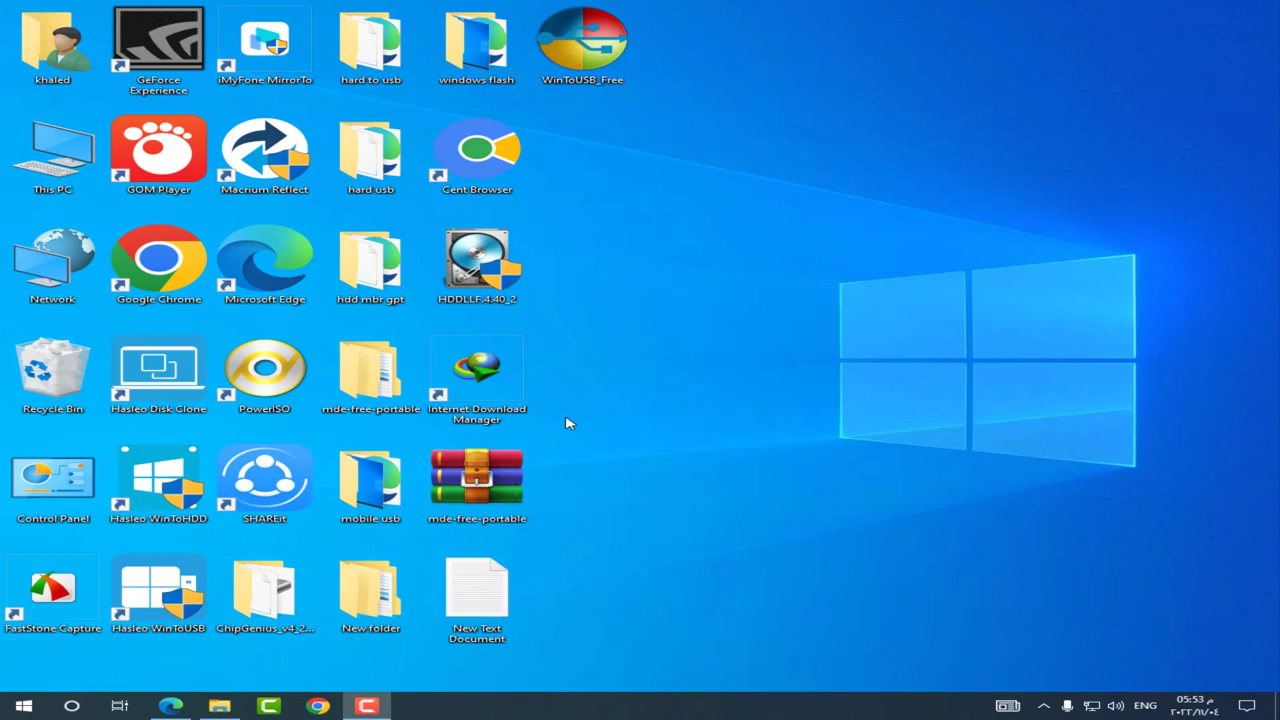 khaled
GeForce
Experience
iMyFone MirrorTo
hard to usb
windows flash
WinToUSB_Free
This PC
GOM Player
Macrium Reflect
hard usb
Cent Browser
Network
Google Chrome
Microsoft Edge
hdd mbr gpt
HDDLLF.4.40_2
Recycle Bin
Hasleo Disk Clone
PowerISO
mde-free-portable
Internet Download
Manager
Control Panel
Hasleo WinToHDD
SHAREit
mobile usb
mde-free-portable
FastStone Capture
Hasleo WinToUSB
ChipGenius_v4_2...
New folder
New Text
Document
ENG
05:53 م
٢٠٢٢/١١/٠٤